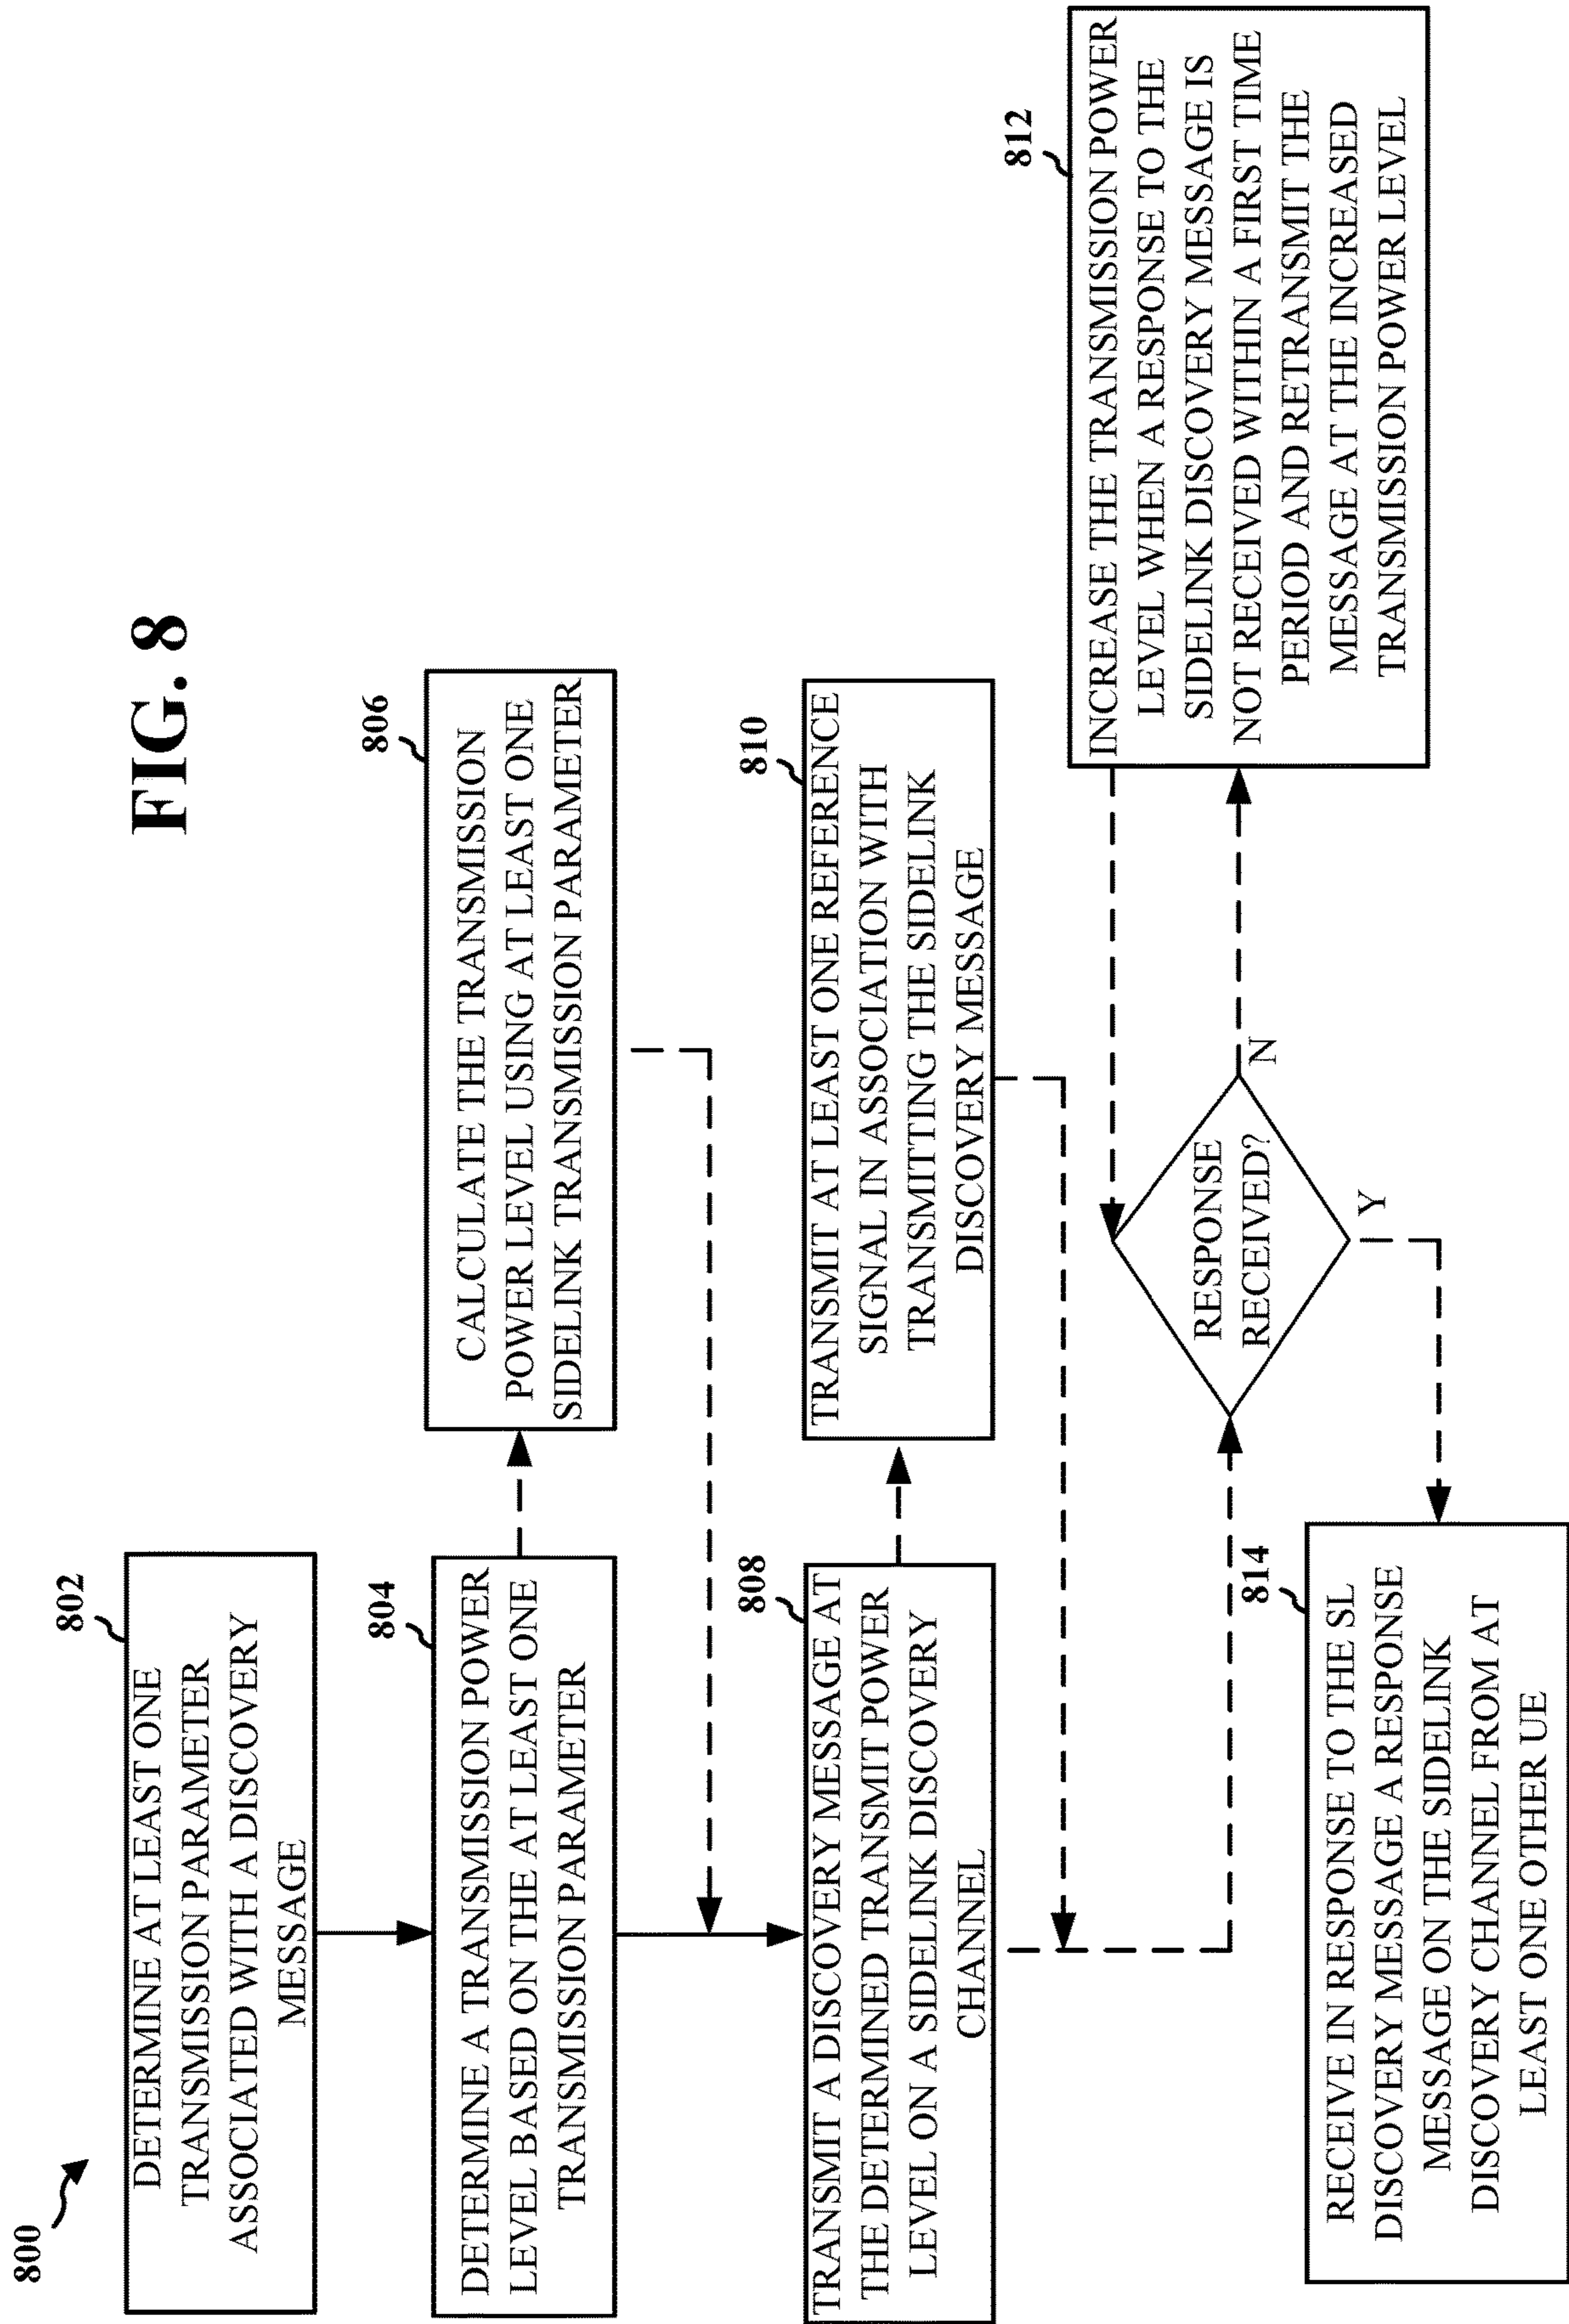 FIG. 8
800
802
DETERMINE AT LEAST ONE
TRANSMISSION PARAMETER
ASSOCIATED WITH A DISCOVERY
MESSAGE
804
DETERMINE A TRANSMISSION POWER
LEVEL BASED ON THE AT LEAST ONE
TRANSMISSION PARAMETER
806
CALCULATE THE TRANSMISSION
POWER LEVEL USING AT LEAST ONE
SIDELINK TRANSMISSION PARAMETER
808
TRANSMIT A DISCOVERY MESSAGE AT
THE DETERMINED TRANSMIT POWER
LEVEL ON A SIDELINK DISCOVERY
CHANNEL
810
TRANSMIT AT LEAST ONE REFERENCE
SIGNAL IN ASSOCIATION WITH
TRANSMITTING THE SIDELINK
DISCOVERY MESSAGE
RESPONSE
RECEIVED?
N
Y
812
INCREASE THE TRANSMISSION POWER
LEVEL WHEN A RESPONSE TO THE
SIDELINK DISCOVERY MESSAGE IS
NOT RECEIVED WITHIN A FIRST TIME
PERIOD AND RETRANSMIT THE
MESSAGE AT THE INCREASED
TRANSMISSION POWER LEVEL
814
RECEIVE IN RESPONSE TO THE SL
DISCOVERY MESSAGE A RESPONSE
MESSAGE ON THE SIDELINK
DISCOVERY CHANNEL FROM AT
LEAST ONE OTHER UE